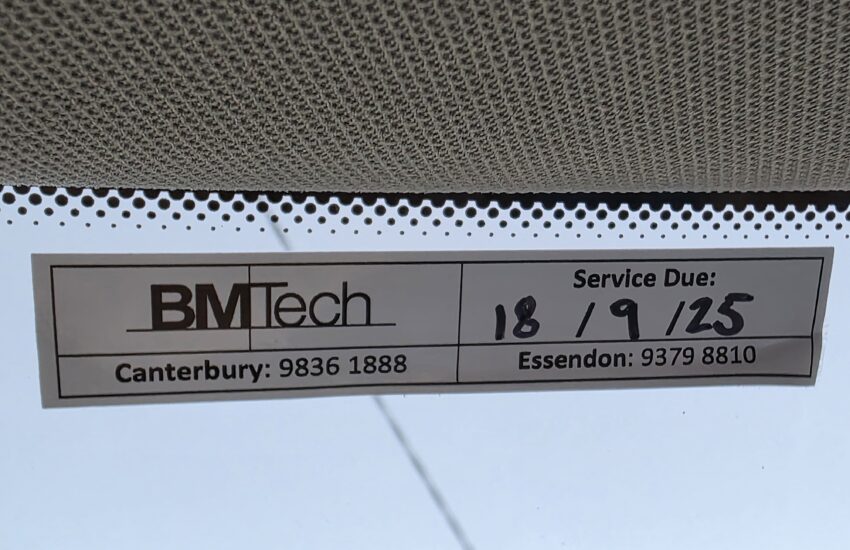 BMTech
Service Due:
18 / 9 / 25
Canterbury: 9836 1888
Essendon: 9379 8810